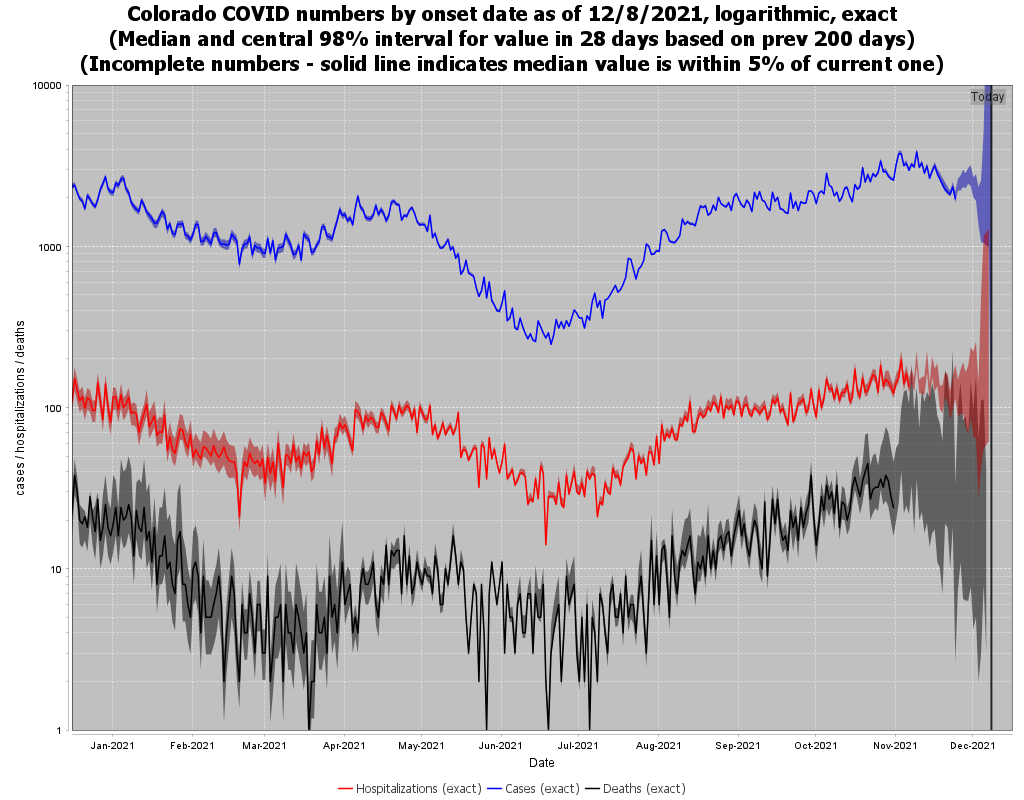 Colorado COVID numbers by onset date as of 12/8/2021, logarithmic, exact
(Median and central 98% interval for value in 28 days based on prev 200 days)
(Incomplete numbers - solid line indicates median value is within 5% of current one)
Today
10000
1000
100
10
1
cases / hospitalizations / deaths
Jan-2021 Feb-2021 Mar-2021 Apr-2021 May-2021 Jun-2021 Jul-2021 Aug-2021 Sep-2021 Oct-2021 Nov-2021 Dec-2021
Date
Hospitalizations (exact) Cases (exact) Deaths (exact)